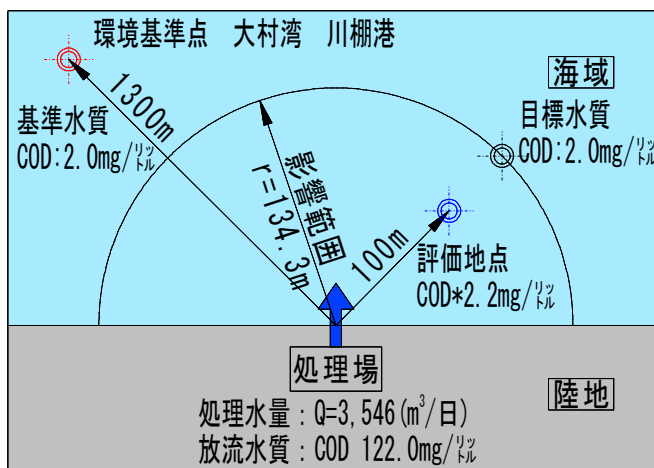 環境基準点 大村湾 川棚港
海域
1300m
基準水質
COD:2.0mg/リットル
目標水質
COD:2.0mg/リットル
影響範囲
r=134.3m
100m
評価地点
COD*2.2mg/リットル
処理場
陸地
処理水量：Q=3,546(m³/日)
放流水質：COD 122.0mg/リットル